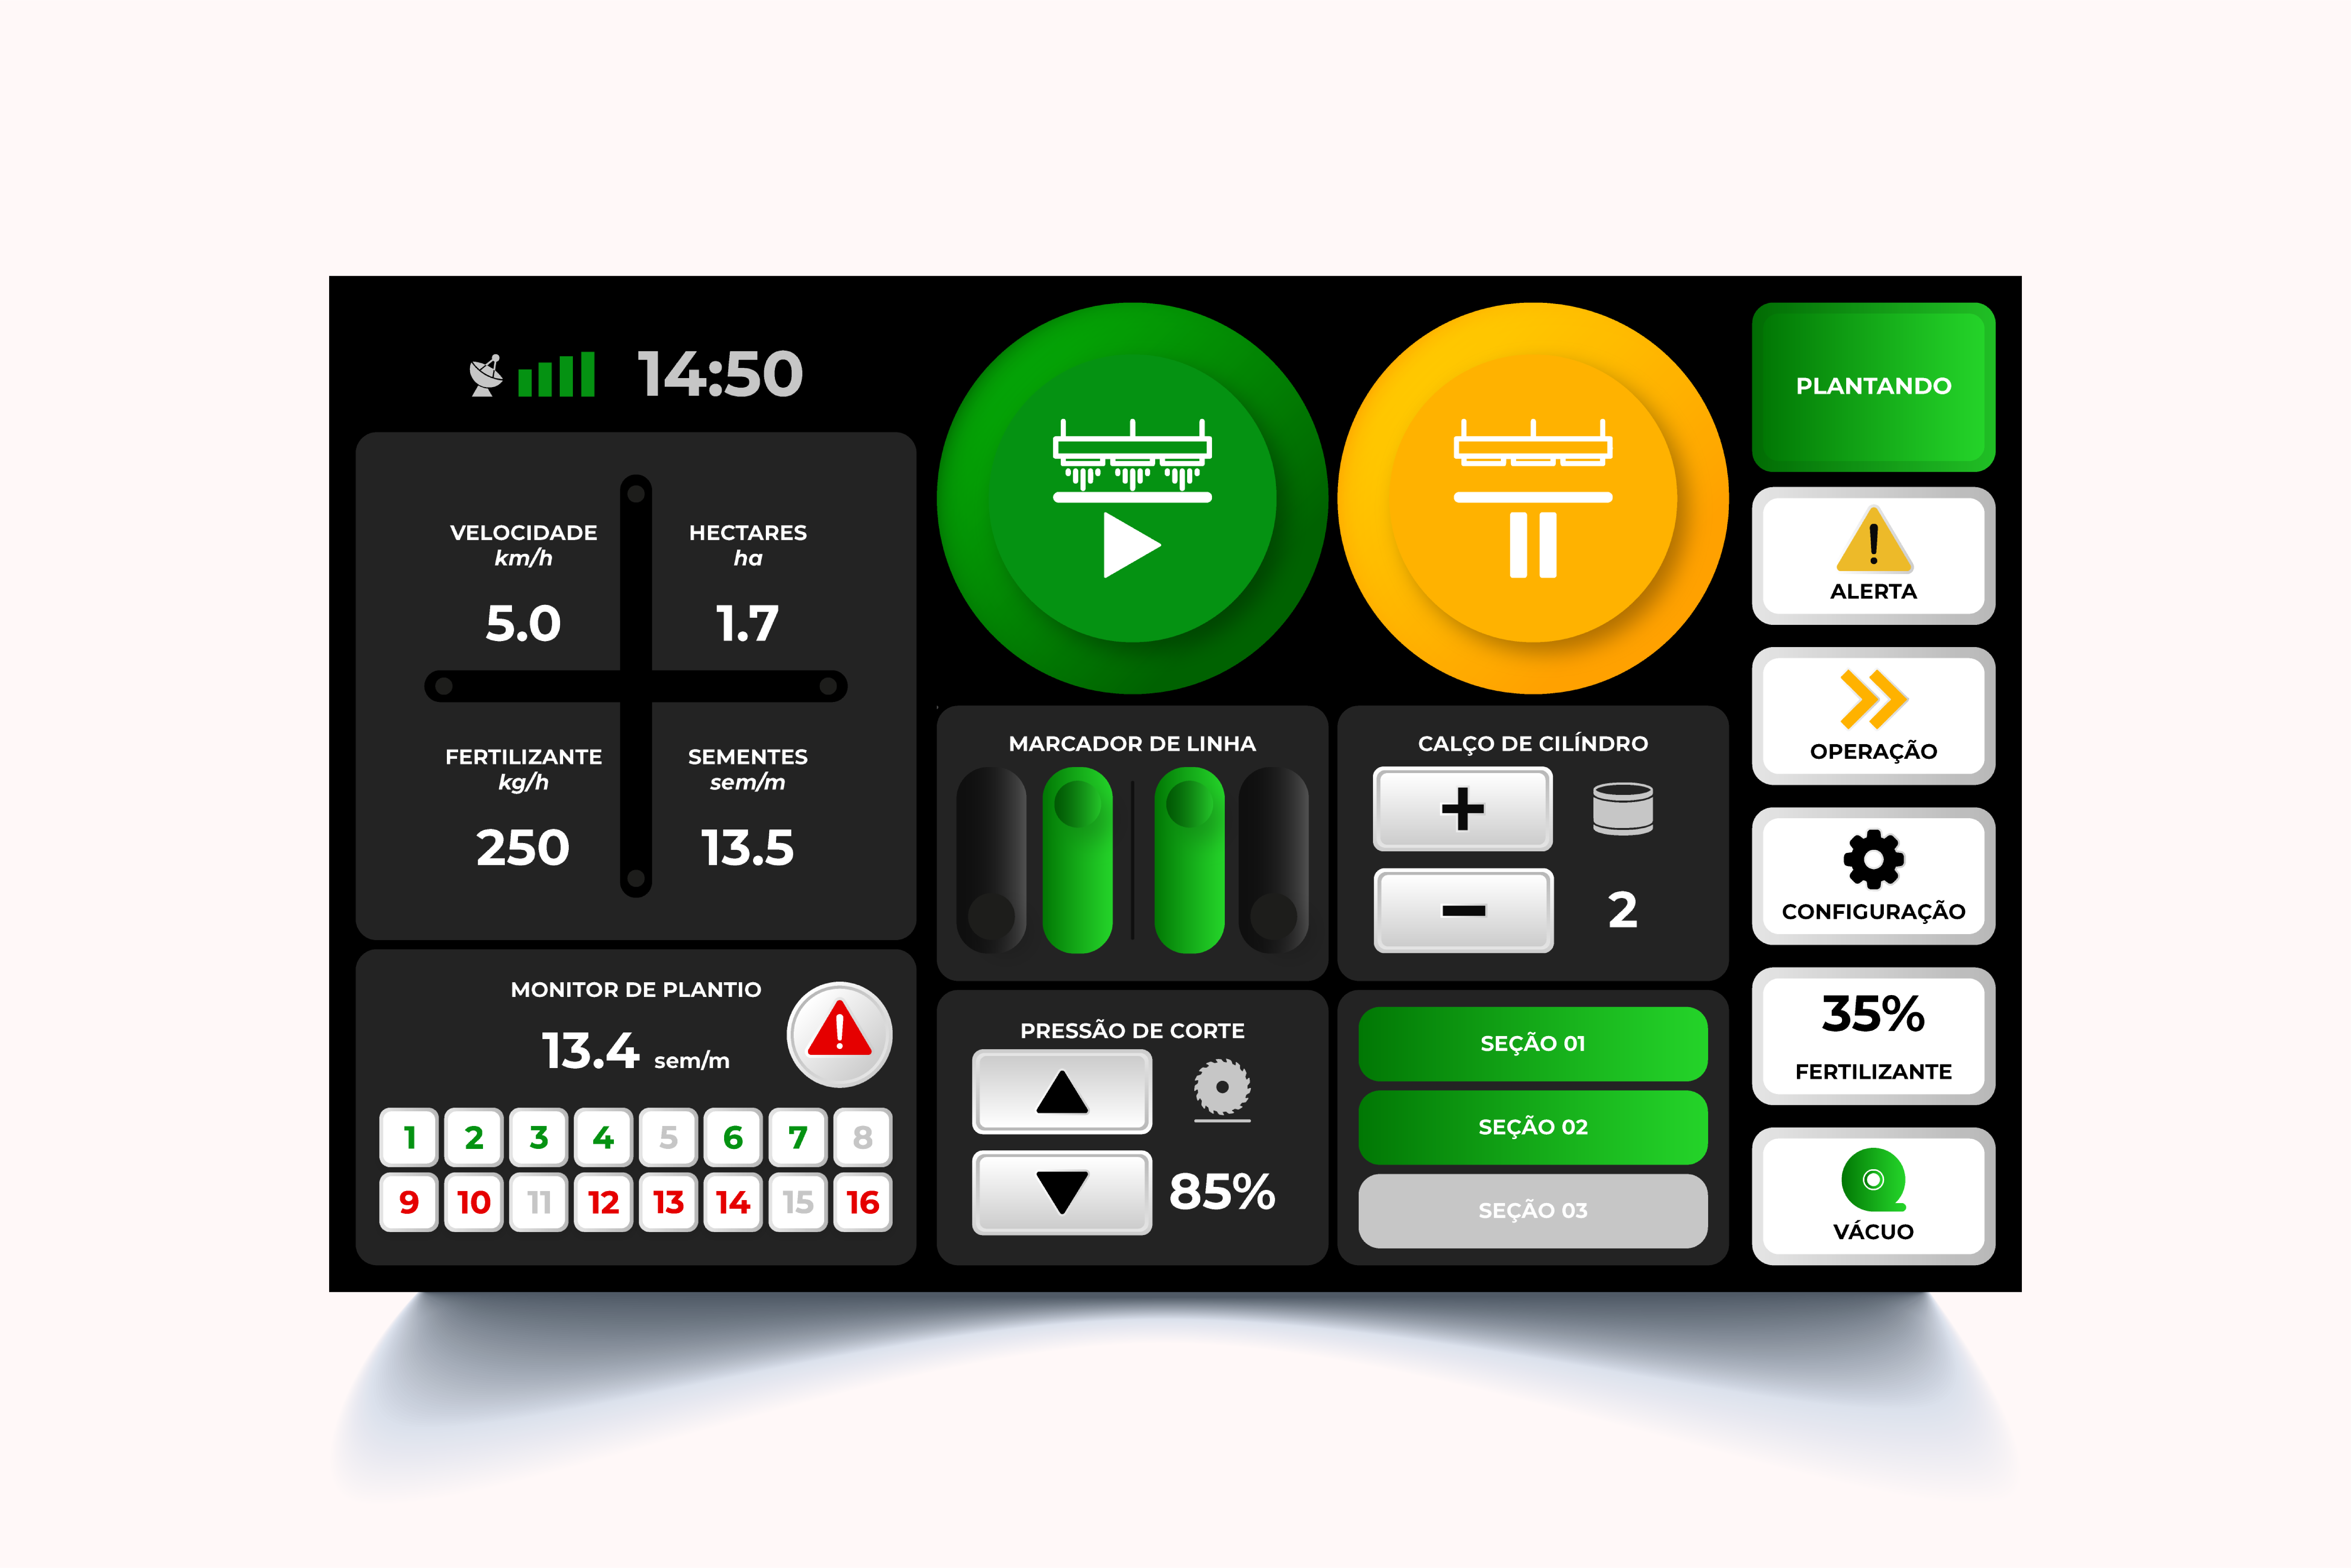 14:50
VELOCIDADE
km/h
5.0
HECTARES
ha
1.7
FERTILIZANTE
kg/h
250
SEMENTES
sem/m
13.5
MONITOR DE PLANTIO
13.4 sem/m
1 2 3 4 5 6 7 8
9 10 11 12 13 14 15 16
MARCADOR DE LINHA
CALÇO DE CILÍNDRO
2
PRESSÃO DE CORTE
85%
SEÇÃO 01
SEÇÃO 02
SEÇÃO 03
PLANTANDO
ALERTA
OPERAÇÃO
CONFIGURAÇÃO
35%
FERTILIZANTE
VÁCUO